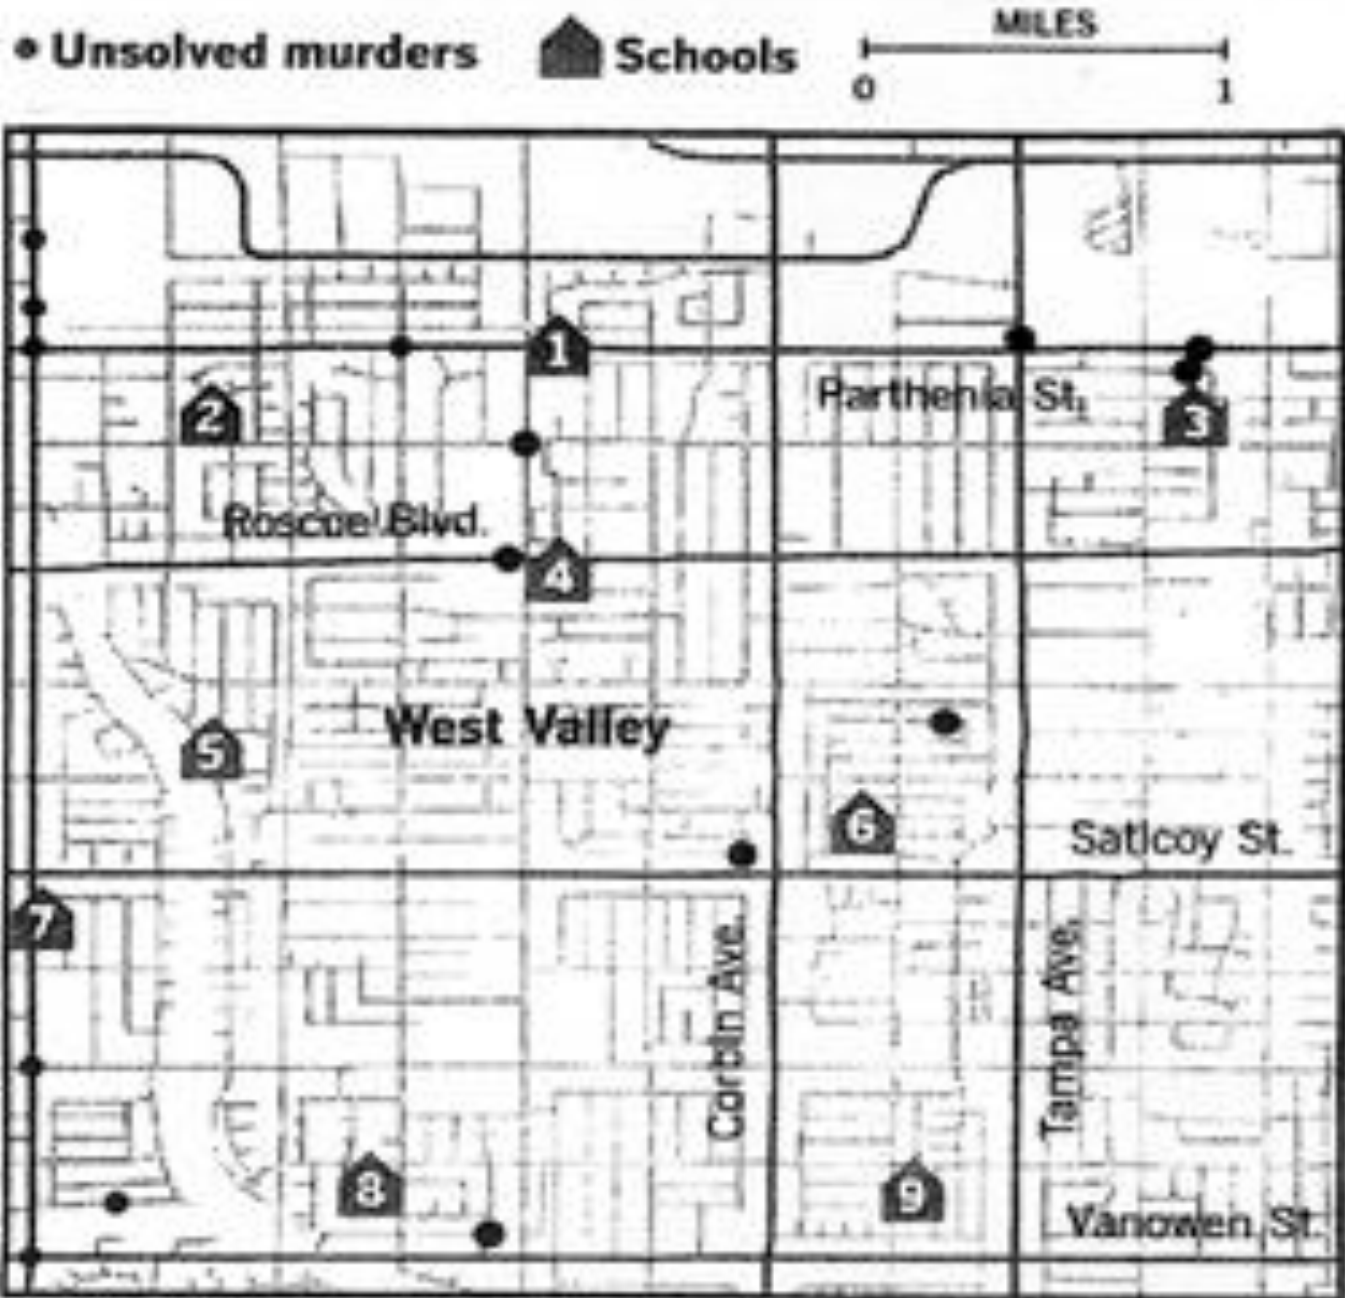 Unsolved murders
Schools
MILES
0 1
1
2
Parthenia St.
3
Roscoe Blvd.
4
West Valley
5
6
Saticoy St.
7
Corbin Ave.
Tampa Ave.
8
9
Vanowen St.